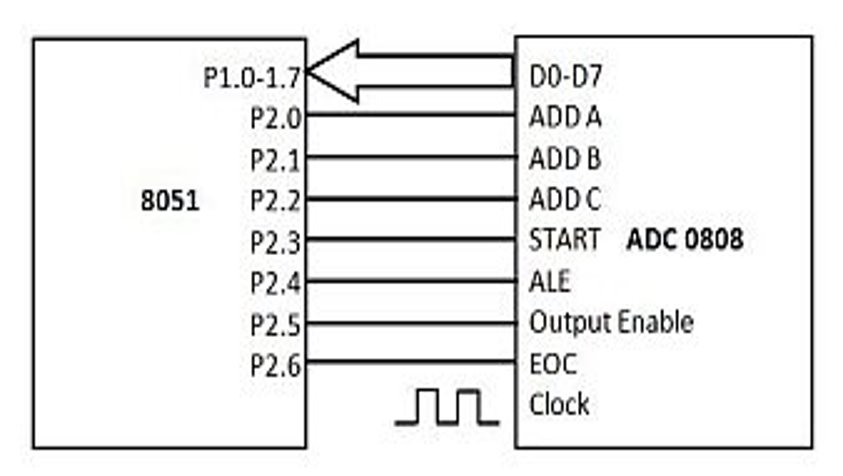 P1.0-1.7 D0-D7
P2.0 ADD A
P2.1 ADD B
8051 P2.2 ADD C
P2.3 START ADC 0808
P2.4 ALE
P2.5 Output Enable
P2.6 EOC
Clock